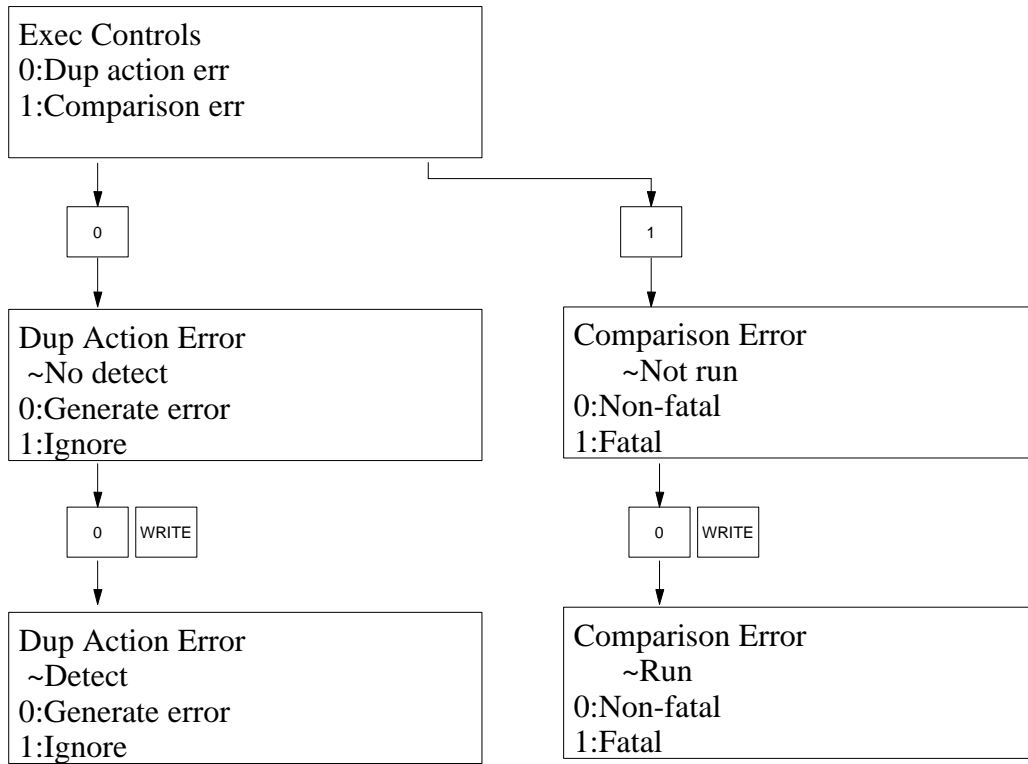 Exec Controls
0:Dup action err
1:Comparison err
0
1
Dup Action Error
~No detect
0:Generate error
1:Ignore
Comparison Error
~Not run
0:Non-fatal
1:Fatal
0 WRITE
0 WRITE
Dup Action Error
~Detect
0:Generate error
1:Ignore
Comparison Error
~Run
0:Non-fatal
1:Fatal